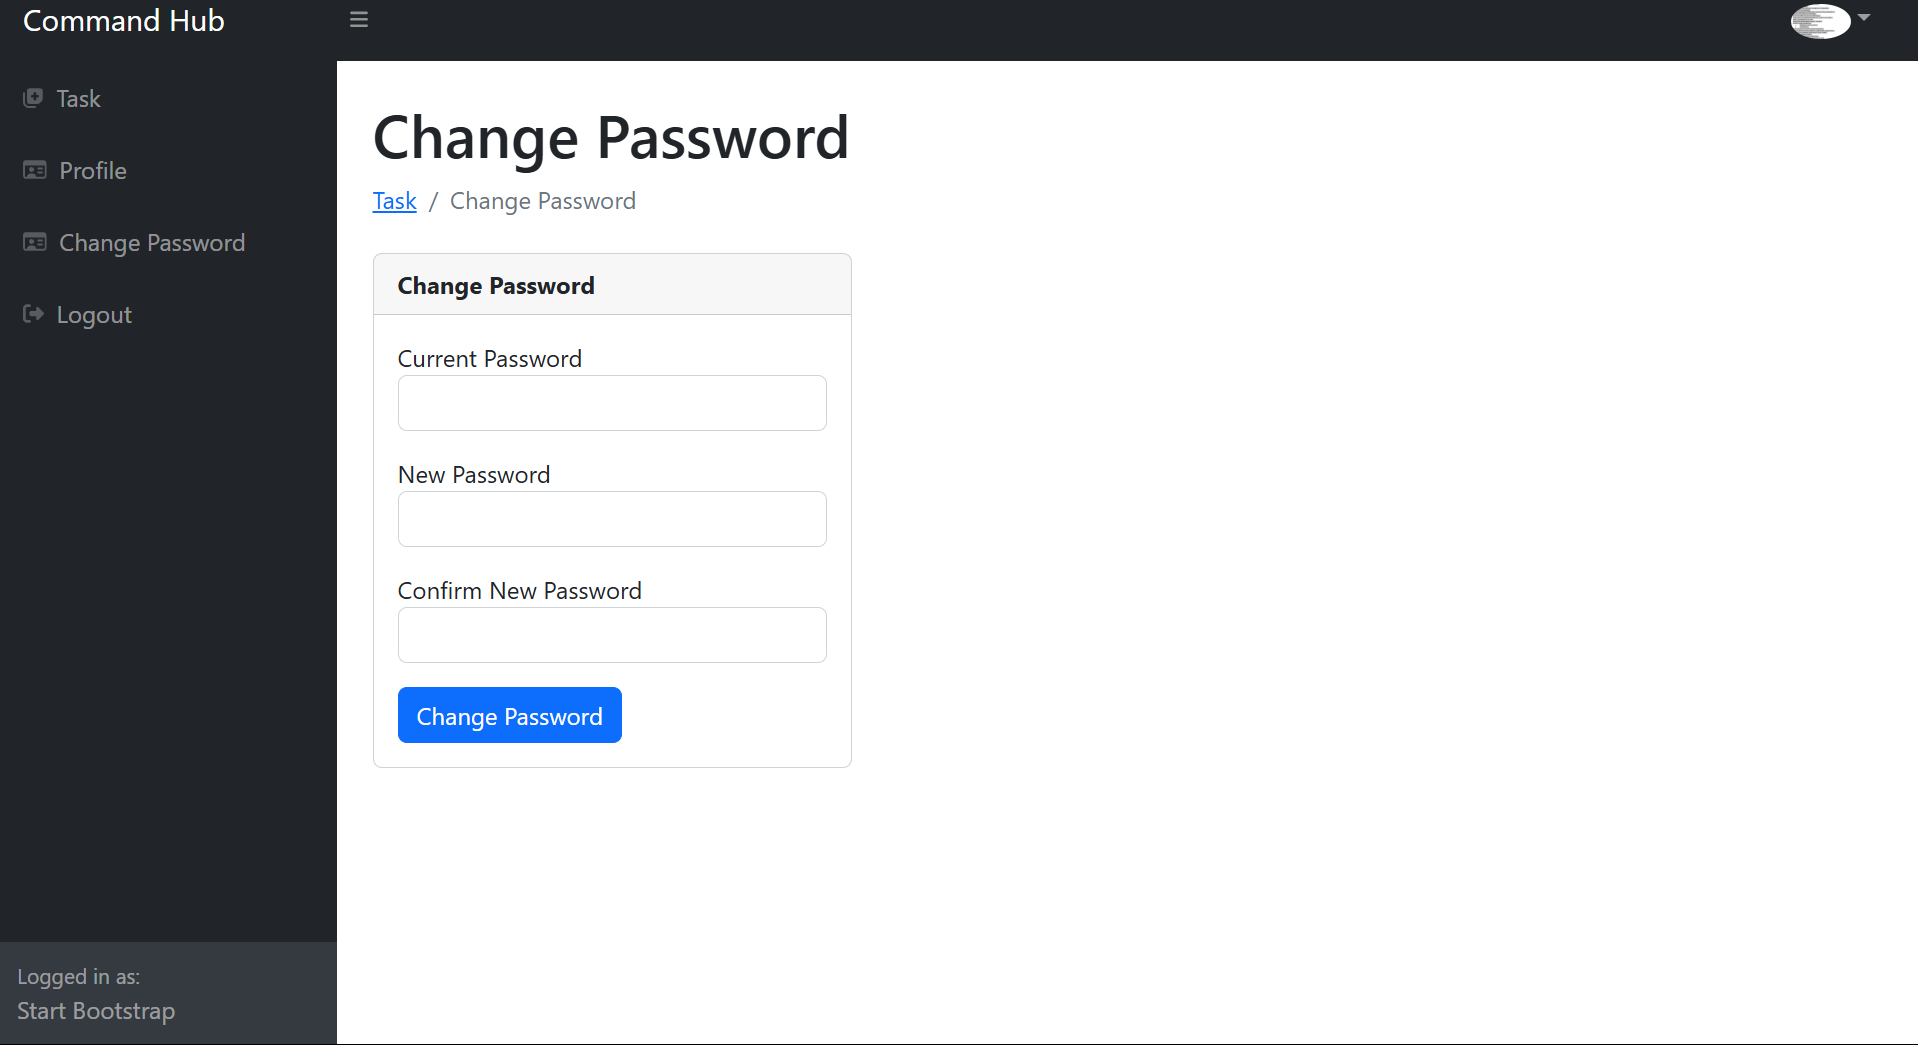 Command Hub
Task
Profile
Change Password
Logout
Logged in as:
Start Bootstrap
Change Password
Task / Change Password
Change Password
Current Password
New Password
Confirm New Password
Change Password